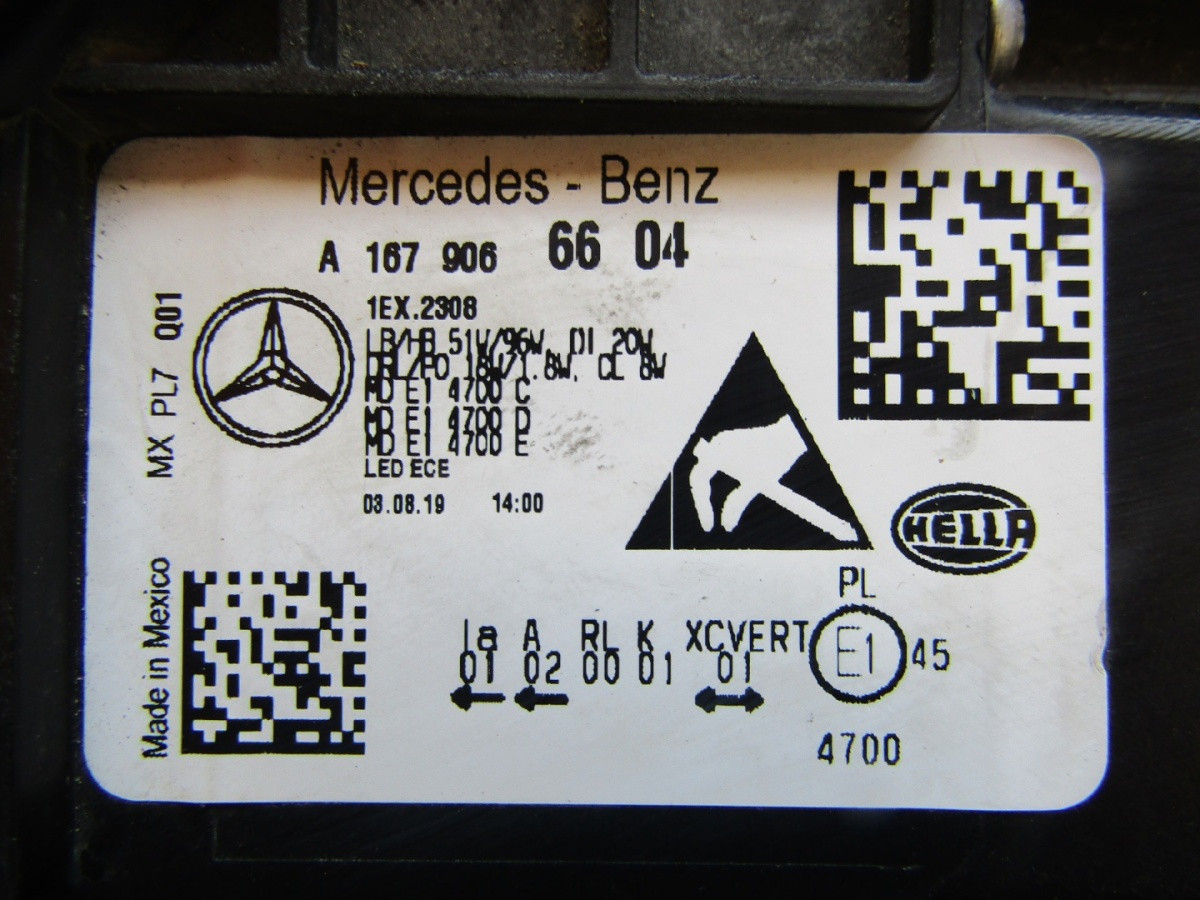 Mercedes - Benz
A 167 906 66 04
1EX.2308
LB/HB 51W/96W, DI 20W
DRL/PO 18W/1.8W, CL 8W
MD E1 4700 C
MD E1 4700 D
MD E1 4700 E
LED ECE
03.08.19 14:00
MX PL7 Q01
Made in Mexico
HELLA
PL
Ia A RL K XCVERT E1 45
01 02 00 01 01
4700